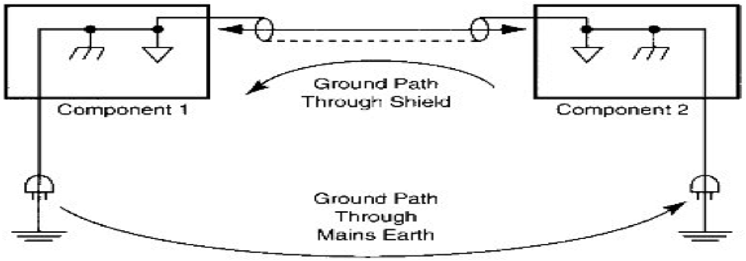 Ground Path
Through Shield
Component 1
Component 2
Ground Path
Through
Mains Earth